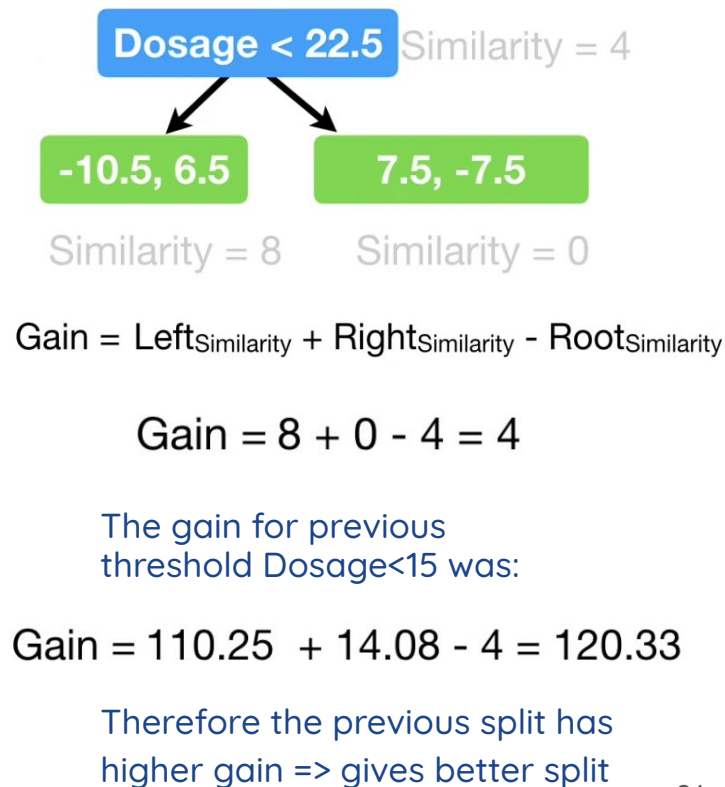 Dosage < 22.5 Similarity = 4
-10.5, 6.5 7.5, -7.5
Similarity = 8 Similarity = 0
Gain = LeftSimilarity + RightSimilarity - RootSimilarity
Gain = 8 + 0 - 4 = 4
The gain for previous
threshold Dosage<15 was:
Gain = 110.25 + 14.08 - 4 = 120.33
Therefore the previous split has
higher gain => gives better split